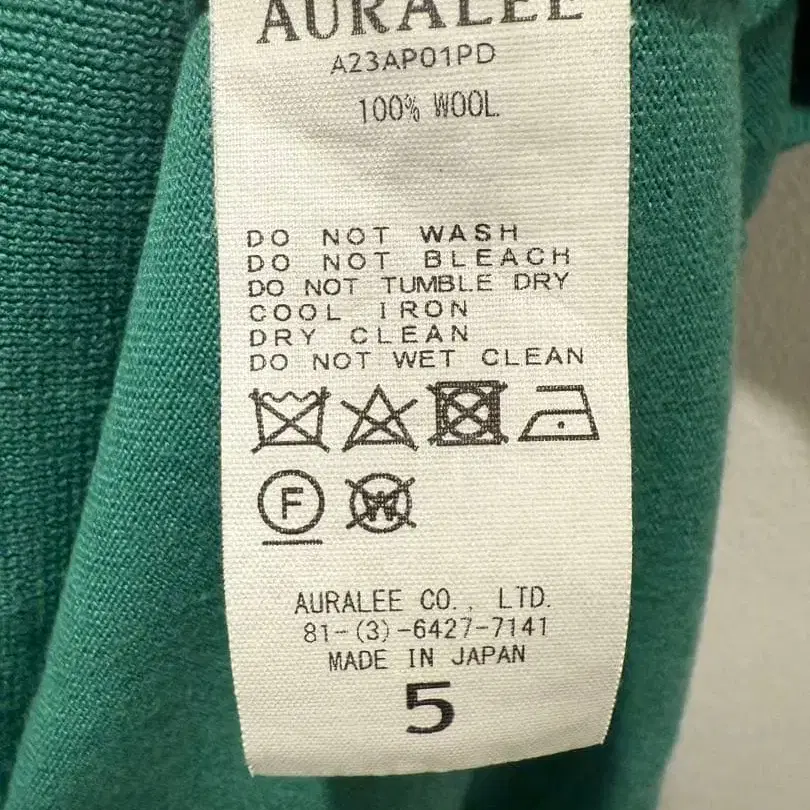 AURALEE
A23AP01PD
100% WOOL
DO NOT WASH
DO NOT BLEACH
DO NOT TUMBLE DRY
COOL IRON
DRY CLEAN
DO NOT WET CLEAN
F W
AURALEE CO., LTD.
81-(3)-6427-7141
MADE IN JAPAN
5